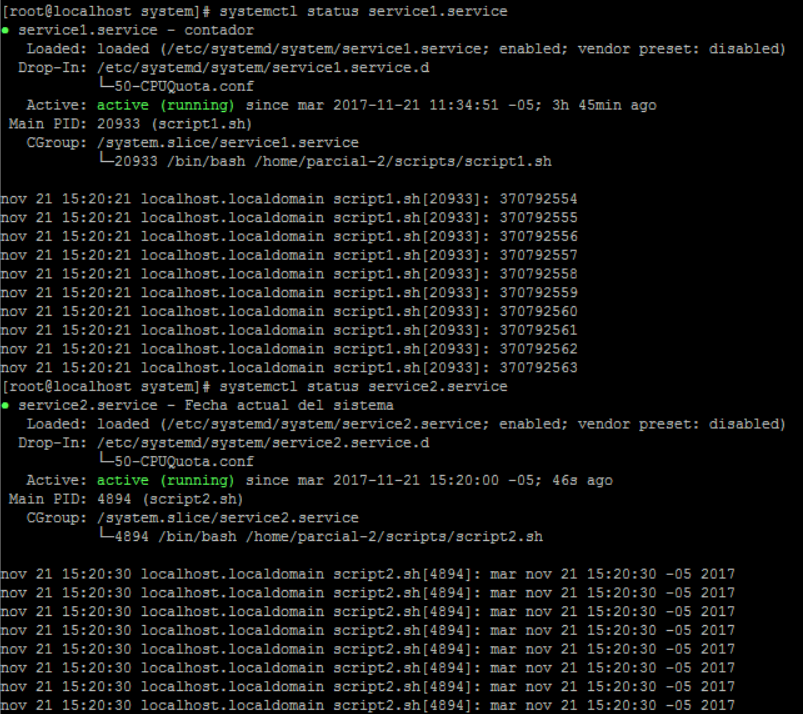 [root@localhost system]# systemctl status service1.service
● service1.service - contador
   Loaded: loaded (/etc/systemd/system/service1.service; enabled; vendor preset: disabled)
  Drop-In: /etc/systemd/system/service1.service.d
           └─50-CPUQuota.conf
   Active: active (running) since mar 2017-11-21 11:34:51 -05; 3h 45min ago
 Main PID: 20933 (script1.sh)
   CGroup: /system.slice/service1.service
           └─20933 /bin/bash /home/parcial-2/scripts/script1.sh

nov 21 15:20:21 localhost.localdomain script1.sh[20933]: 370792554
nov 21 15:20:21 localhost.localdomain script1.sh[20933]: 370792555
nov 21 15:20:21 localhost.localdomain script1.sh[20933]: 370792556
nov 21 15:20:21 localhost.localdomain script1.sh[20933]: 370792557
nov 21 15:20:21 localhost.localdomain script1.sh[20933]: 370792558
nov 21 15:20:21 localhost.localdomain script1.sh[20933]: 370792559
nov 21 15:20:21 localhost.localdomain script1.sh[20933]: 370792560
nov 21 15:20:21 localhost.localdomain script1.sh[20933]: 370792561
nov 21 15:20:21 localhost.localdomain script1.sh[20933]: 370792562
nov 21 15:20:21 localhost.localdomain script1.sh[20933]: 370792563
[root@localhost system]# systemctl status service2.service
● service2.service - Fecha actual del sistema
   Loaded: loaded (/etc/systemd/system/service2.service; enabled; vendor preset: disabled)
  Drop-In: /etc/systemd/system/service2.service.d
           └─50-CPUQuota.conf
   Active: active (running) since mar 2017-11-21 15:20:00 -05; 46s ago
 Main PID: 4894 (script2.sh)
   CGroup: /system.slice/service2.service
           └─4894 /bin/bash /home/parcial-2/scripts/script2.sh

nov 21 15:20:30 localhost.localdomain script2.sh[4894]: mar nov 21 15:20:30 -05 2017
nov 21 15:20:30 localhost.localdomain script2.sh[4894]: mar nov 21 15:20:30 -05 2017
nov 21 15:20:30 localhost.localdomain script2.sh[4894]: mar nov 21 15:20:30 -05 2017
nov 21 15:20:30 localhost.localdomain script2.sh[4894]: mar nov 21 15:20:30 -05 2017
nov 21 15:20:30 localhost.localdomain script2.sh[4894]: mar nov 21 15:20:30 -05 2017
nov 21 15:20:30 localhost.localdomain script2.sh[4894]: mar nov 21 15:20:30 -05 2017
nov 21 15:20:30 localhost.localdomain script2.sh[4894]: mar nov 21 15:20:30 -05 2017
nov 21 15:20:30 localhost.localdomain script2.sh[4894]: mar nov 21 15:20:30 -05 2017